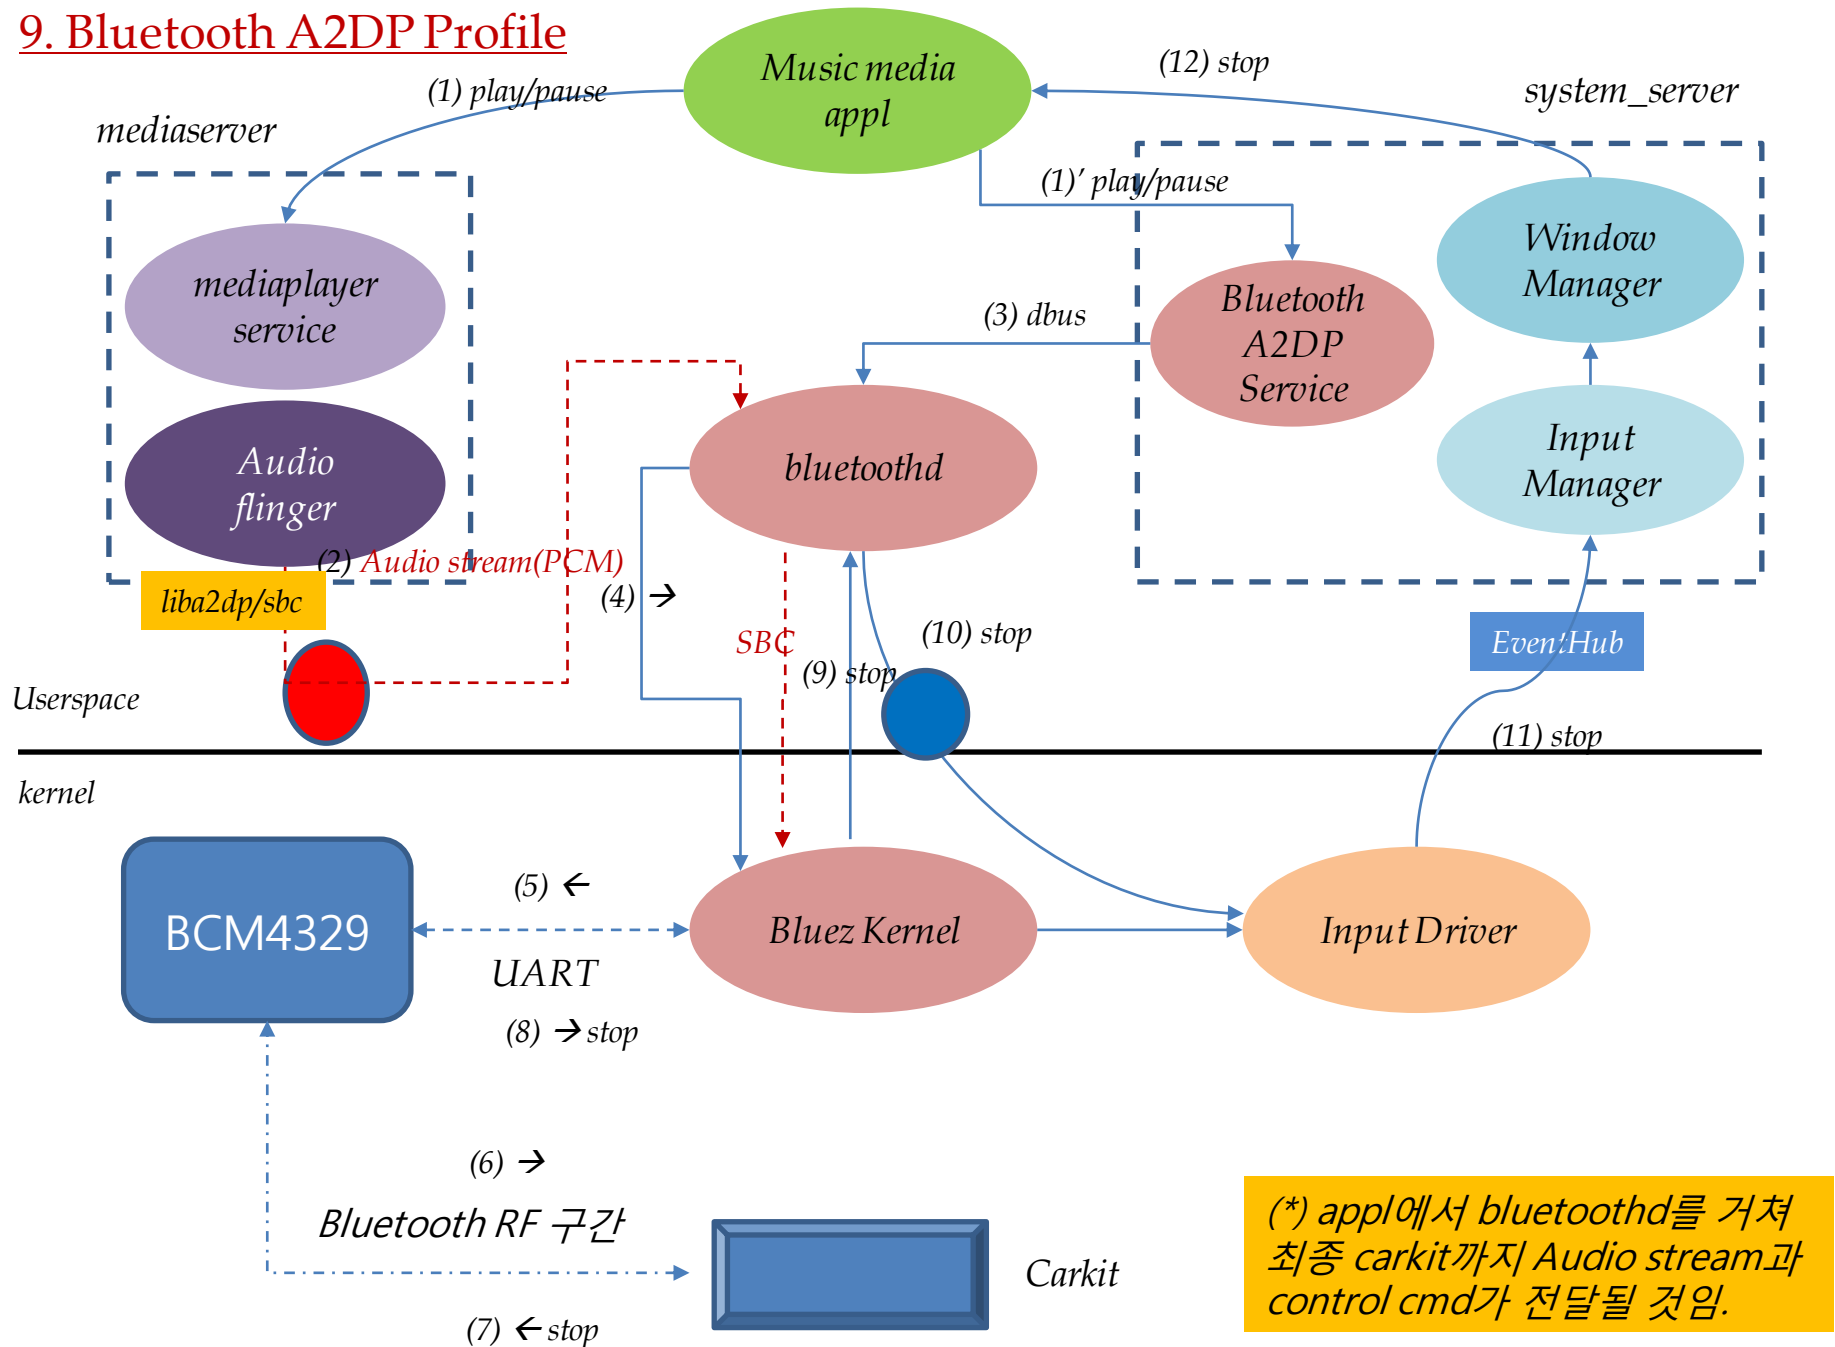 9. Bluetooth A2DP Profile
Music media
appl
(12) stop
(1) play/pause
system_server
mediaserver
(1)' play/pause
Window
Manager
mediaplayer
service
Bluetooth
A2DP
Service
(3) dbus
Input
Manager
Audio
flinger
bluetoothd
(2) Audio stream(PCM)
liba2dp/sbc
(4) →
SBC
(10) stop
EventHub
(9) stop
Userspace
(11) stop
kernel
(5) ←
BCM4329
Bluez Kernel
Input Driver
UART
(8) → stop
(6) →
Bluetooth RF 구간
Carkit
(7) ← stop
(*) appl에서 bluetoothd를 거쳐
최종 carkit까지 Audio stream과
control cmd가 전달될 것임.